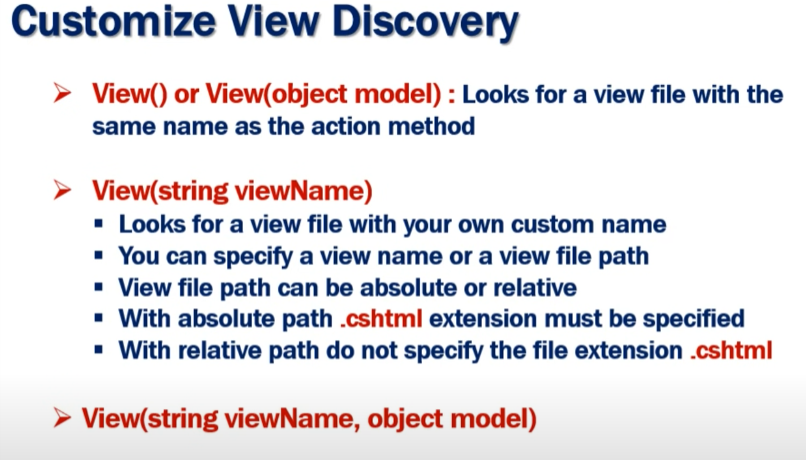 Customize View Discovery
➢ View() or View(object model) : Looks for a view file with the
same name as the action method
➢ View(string viewName)
▪ Looks for a view file with your own custom name
▪ You can specify a view name or a view file path
▪ View file path can be absolute or relative
▪ With absolute path .cshtml extension must be specified
▪ With relative path do not specify the file extension .cshtml
➢ View(string viewName, object model)